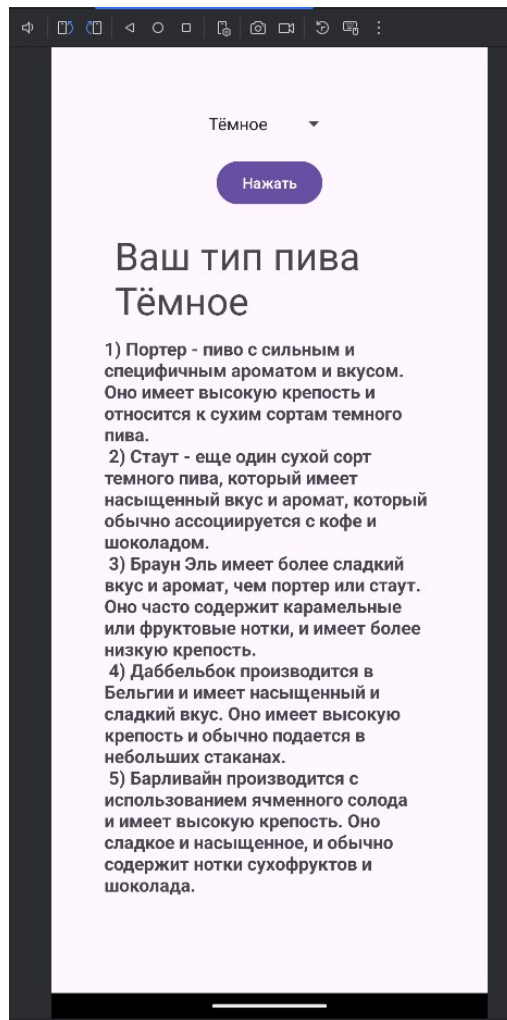 Тёмное
Нажать
Ваш тип пива
Тёмное
1) Портер - пиво с сильным и
специфичным ароматом и вкусом.
Оно имеет высокую крепость и
относится к сухим сортам темного
пива.
2) Стаут - еще один сухой сорт
темного пива, который имеет
насыщенный вкус и аромат, который
обычно ассоциируется с кофе и
шоколадом.
3) Браун Эль имеет более сладкий
вкус и аромат, чем портер или стаут.
Оно часто содержит карамельные
или фруктовые нотки, и имеет более
низкую крепость.
4) Даббельбок производится в
Бельгии и имеет насыщенный и
сладкий вкус. Оно имеет высокую
крепость и обычно подается в
небольших стаканах.
5) Барливайн производится с
использованием ячменного солода
и имеет высокую крепость. Оно
сладкое и насыщенное, и обычно
содержит нотки сухофруктов и
шоколада.